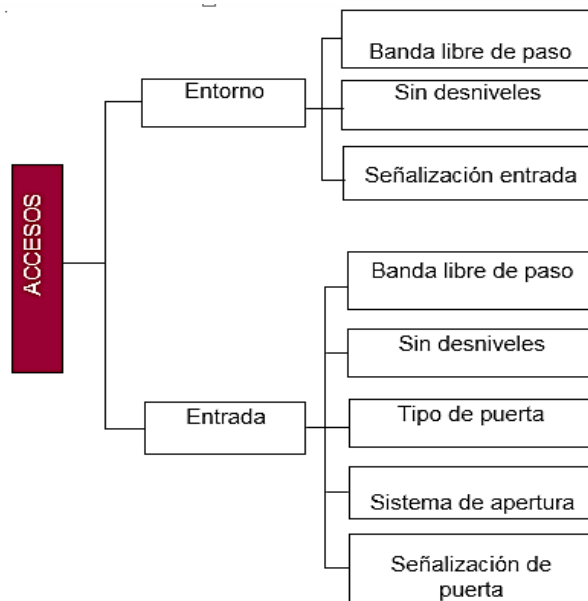 ACCESOS
Entorno
Banda libre de paso
Sin desniveles
Señalización entrada
Entrada
Banda libre de paso
Sin desniveles
Tipo de puerta
Sistema de apertura
Señalización de
puerta